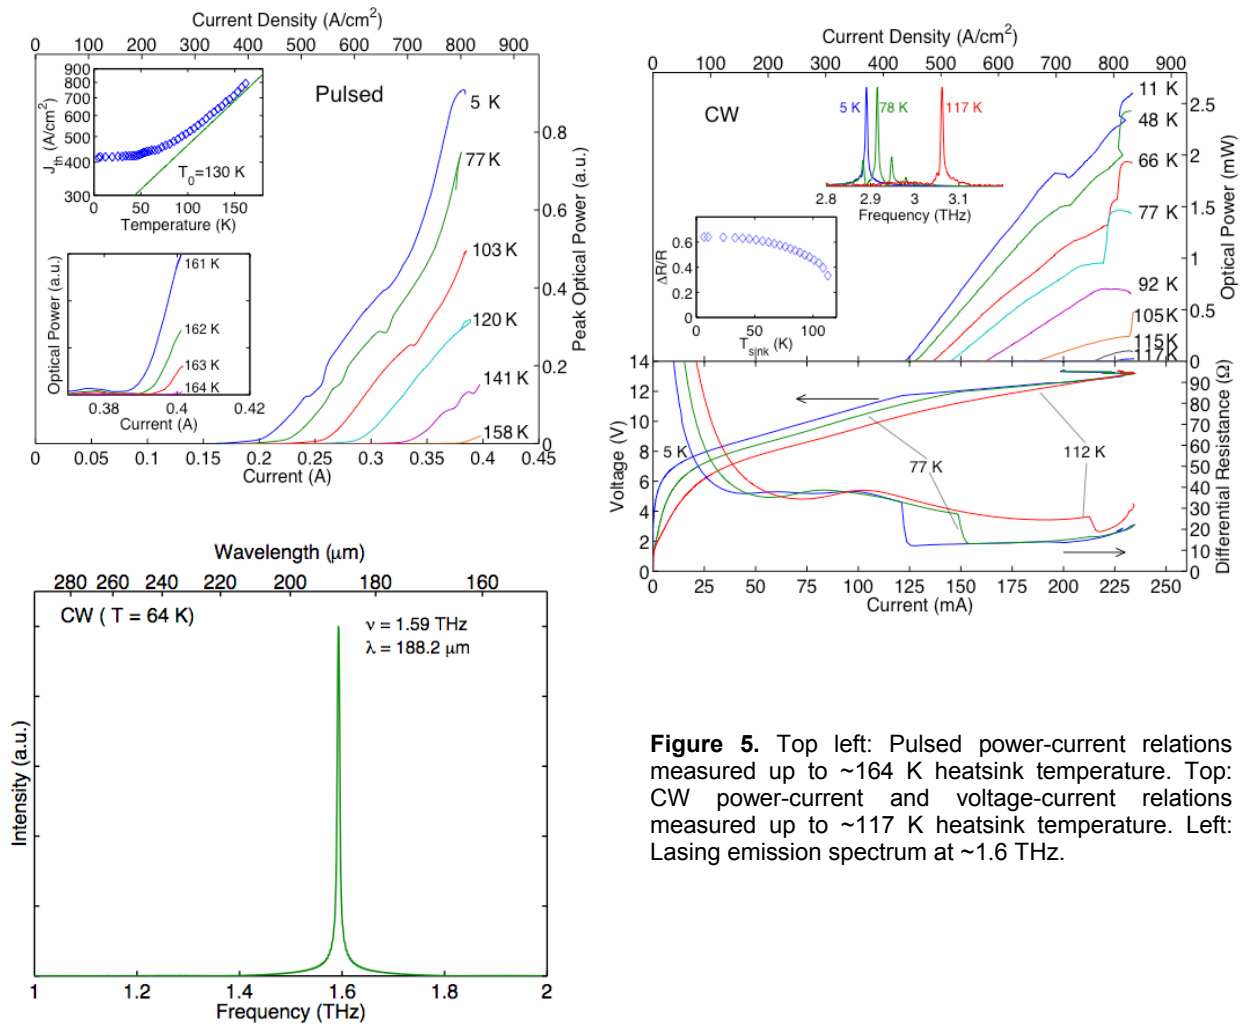 Current Density (A/cm²)
0 100 200 300 400 500 600 700 800 900
Pulsed
900
800
700
600
500
400
300
J_th (A/cm²)
T₀=130 K
0 50 100 150
Temperature (K)
5 K
77 K
103 K
120 K
141 K
158 K
0.8
0.6
0.4
0.2
0
Peak Optical Power (a.u.)
Optical Power (a.u.)
161 K
162 K
163 K
164 K
0.38 0.40 0.42
Current (A)
0 0.05 0.1 0.15 0.2 0.25 0.3 0.35 0.4 0.45
Current (A)
Current Density (A/cm²)
0 100 200 300 400 500 600 700 800 900
CW
5 K 78 K 117 K
2.8 2.9 3 3.1
Frequency (THz)
0.6
0.4
0.2
0
ΔR/R
0 50 100
T_sink (K)
11 K
48 K
66 K
77 K
92 K
105K
115K
117K
2.5
2
1.5
1
0.5
0
Optical Power (mW)
14
12
10
8
6
4
2
0
Voltage (V)
5 K
77 K
112 K
90
80
70
60
50
40
30
20
10
0
Differential Resistance (Ω)
0 25 50 75 100 125 150 175 200 225 250
Current (mA)
Wavelength (μm)
280 260 240 220 200 180 160
CW ( T = 64 K)
ν = 1.59 THz
λ = 188.2 μm
Intensity (a.u.)
1 1.2 1.4 1.6 1.8 2
Frequency (THz)
Figure 5. Top left: Pulsed power-current relations
measured up to ~164 K heatsink temperature. Top:
CW power-current and voltage-current relations
measured up to ~117 K heatsink temperature. Left:
Lasing emission spectrum at ~1.6 THz.